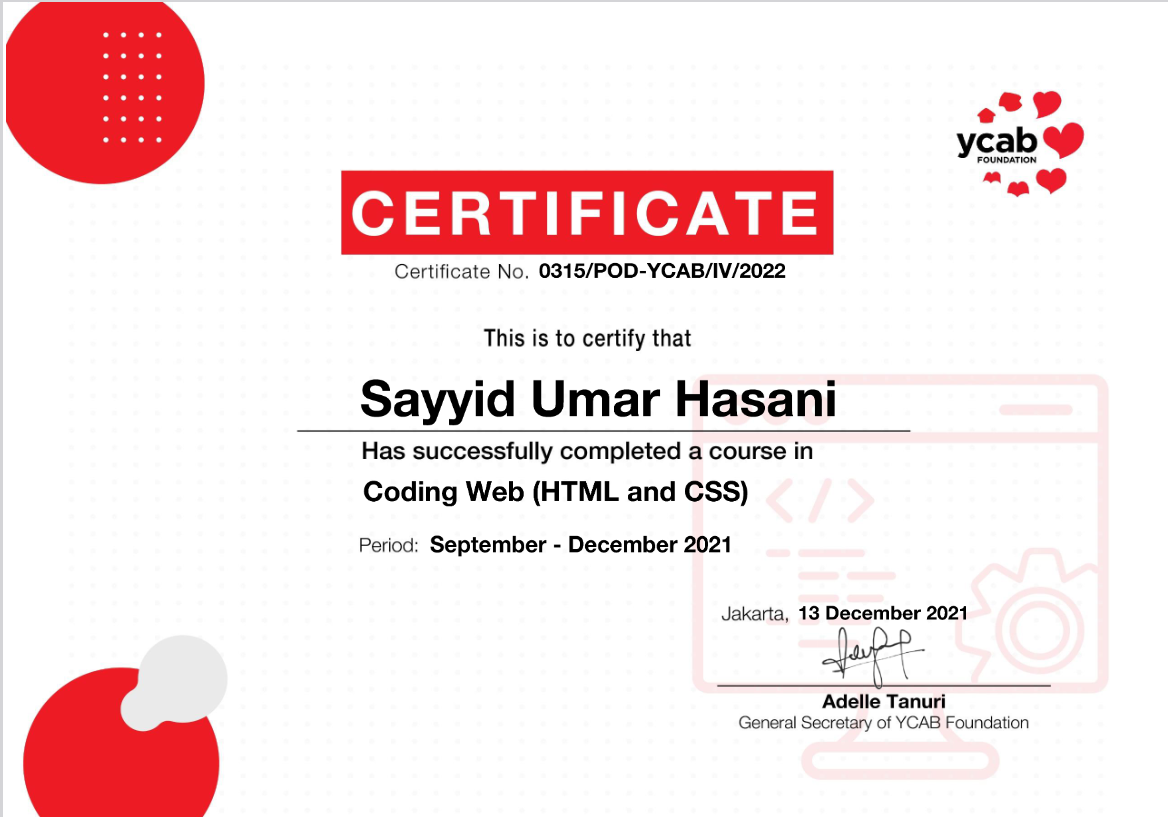 ycab
FOUNDATION
CERTIFICATE
Certificate No. 0315/POD-YCAB/IV/2022
This is to certify that
Sayyid Umar Hasani
Has successfully completed a course in
Coding Web (HTML and CSS)
Period: September - December 2021
Jakarta, 13 December 2021
Adelle Tanuri
General Secretary of YCAB Foundation